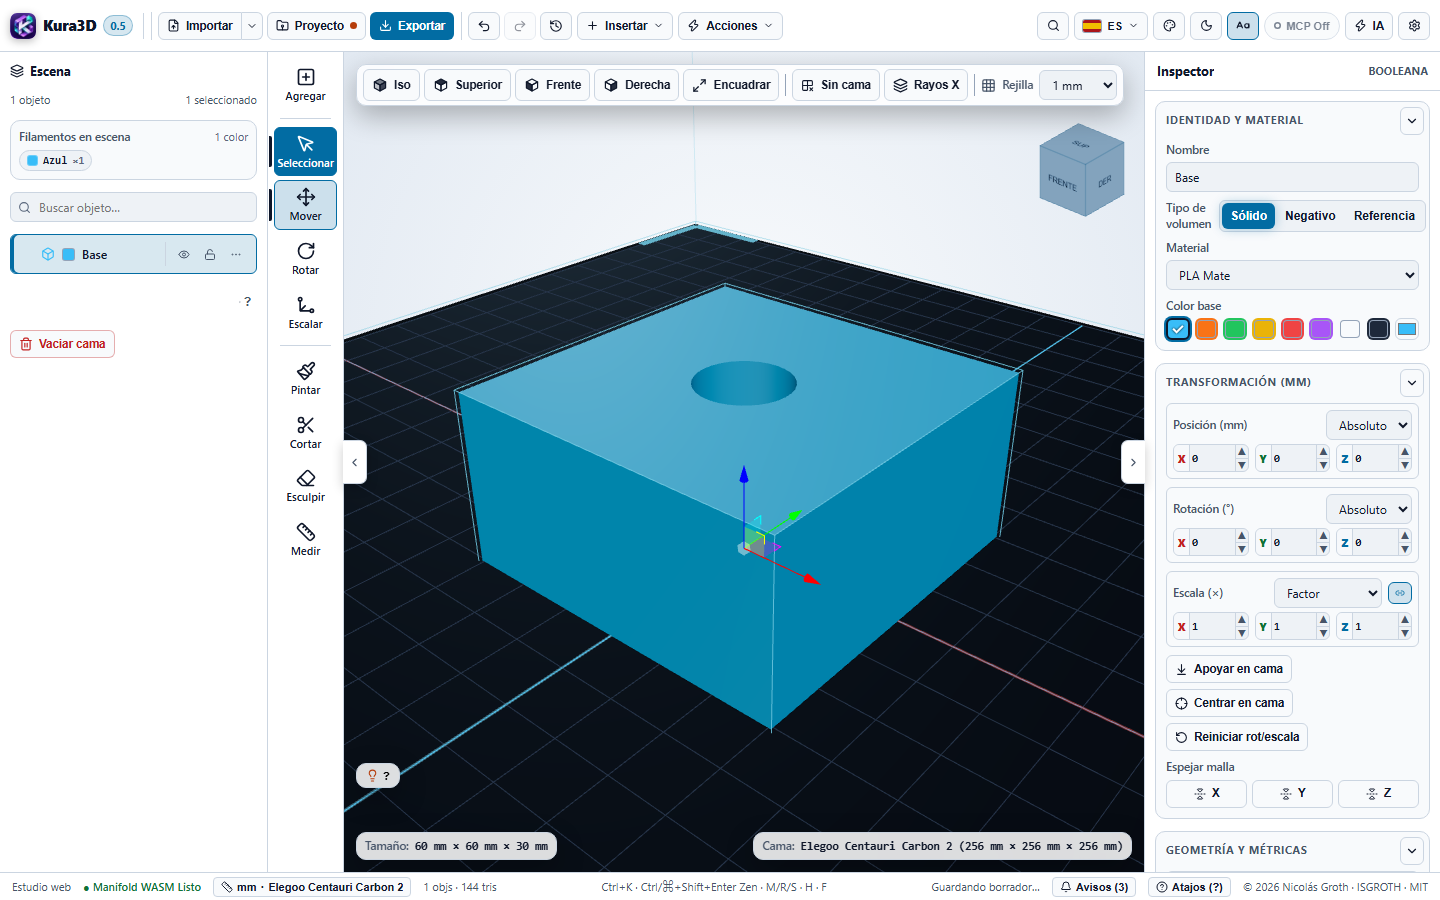 Kura3D 0.5 Importar Proyecto Exportar Insertar Acciones ES Aa MCP Off IA
Escena
1 objeto 1 seleccionado
Filamentos en escena 1 color
Azul ×1
Buscar objeto...
Base
· ?
Vaciar cama
Agregar
Seleccionar
Mover
Rotar
Escalar
Pintar
Cortar
Esculpir
Medir
Iso Superior Frente Derecha Encuadrar Sin cama Rayos X Rejilla 1 mm
SUP
FRENTE
DER
?
Tamaño: 60 mm × 60 mm × 30 mm
Cama: Elegoo Centauri Carbon 2 (256 mm × 256 mm × 256 mm)
Inspector BOOLEANA
IDENTIDAD Y MATERIAL
Nombre
Base
Tipo de volumen
Sólido Negativo Referencia
Material
PLA Mate
Color base
TRANSFORMACIÓN (MM)
Posición (mm) Absoluto
X 0 Y 0 Z 0
Rotación (°) Absoluto
X 0 Y 0 Z 0
Escala (×) Factor
X 1 Y 1 Z 1
Apoyar en cama
Centrar en cama
Reiniciar rot/escala
Espejar malla
X Y Z
GEOMETRÍA Y MÉTRICAS
Estudio web ● Manifold WASM Listo mm · Elegoo Centauri Carbon 2 1 objs · 144 tris Ctrl+K · Ctrl/⌘+Shift+Enter Zen · M/R/S · H · F Guardando borrador... Avisos (3) Atajos (?) © 2026 Nicolás Groth · ISGROTH · MIT